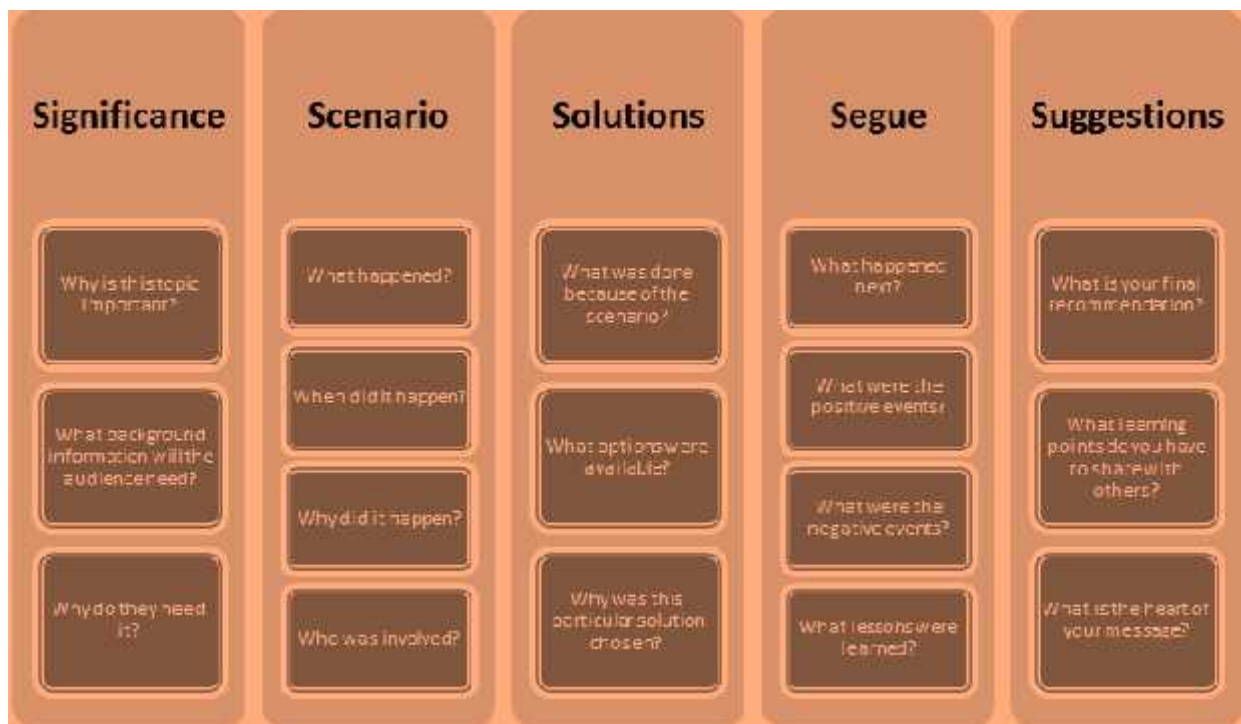 Significance
Why is this topic
important?
What background
information will the
audience need?
Why do they need
it?
Scenario
What happened?
When did it happen?
Why did it happen?
Who was involved?
Solutions
What was done
because of the
scenario?
What options were
available?
Why was this
particular solution
chosen?
Segue
What happened
next?
What were the
positive events?
What were the
negative events?
What lessons were
learned?
Suggestions
What is your final
recommendation?
What learning
points do you have
to share with
others?
What is the heart of
your message?